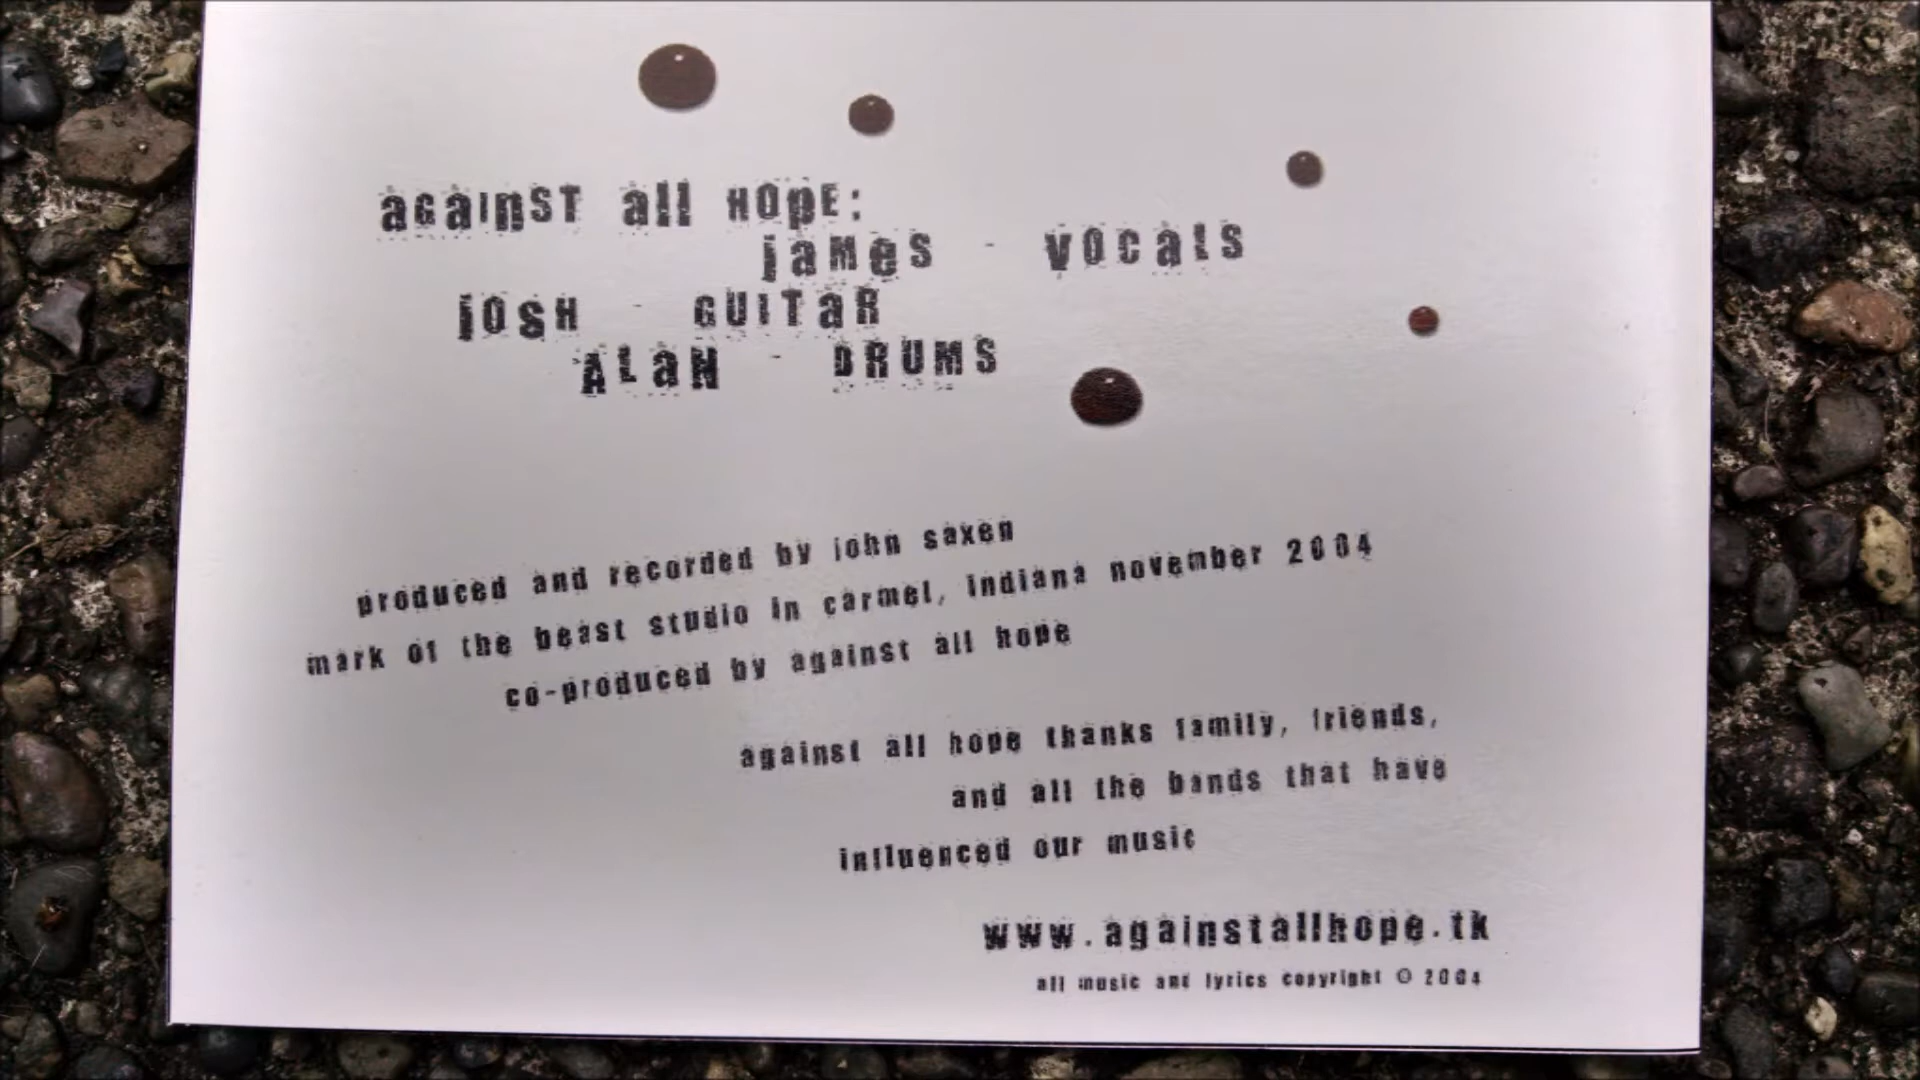 aGaInST all HOpE:
jaMes - vocals
jOsH - GUITaR
ALaN - DRUMS
produced and recorded by john saxen
mark of the beast studio in carmel, indiana november 2004
co-produced by against all hope
against all hope thanks family, friends,
and all the bands that have
influenced our music
www.againstallhope.tk
all music and lyrics copyright © 2004